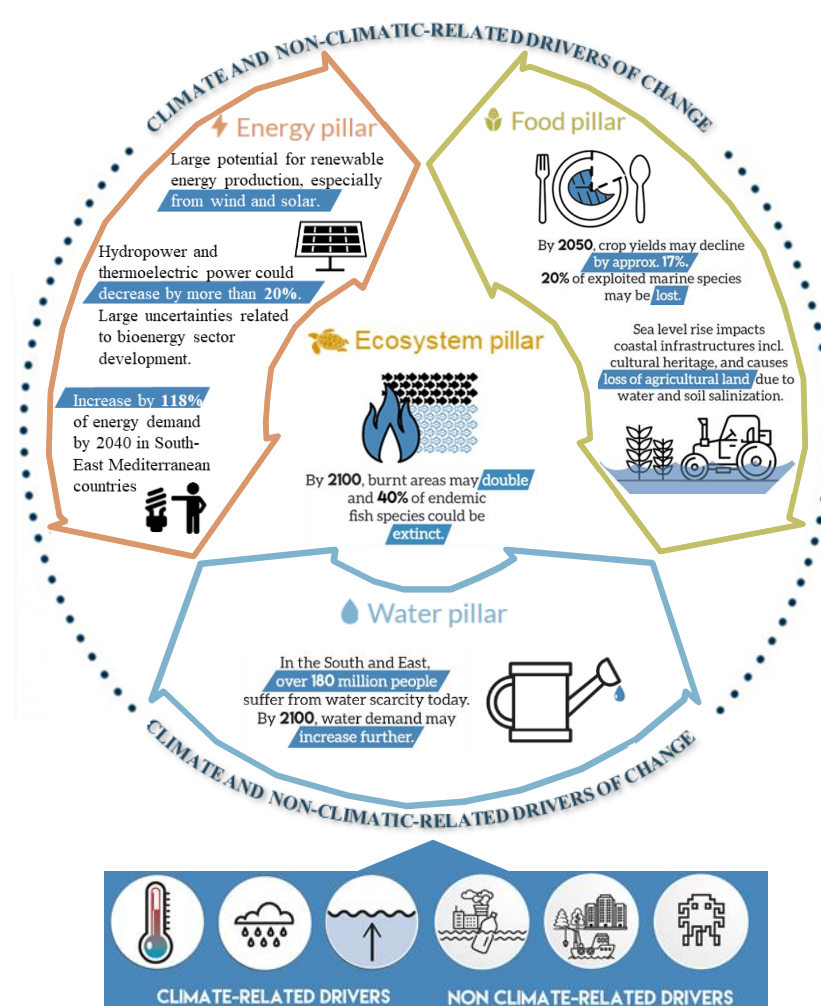 CLIMATE AND NON-CLIMATIC-RELATED DRIVERS OF CHANGE
Energy pillar
Large potential for renewable
energy production, especially
from wind and solar.
Hydropower and
thermoelectric power could
decrease by more than 20%.
Large uncertainties related
to bioenergy sector
development.
Increase by 118%
of energy demand
by 2040 in South-
East Mediterranean
countries
Food pillar
By 2050, crop yields may decline
by approx. 17%.
20% of exploited marine species
may be lost.
Sea level rise impacts
coastal infrastructures incl.
cultural heritage, and causes
loss of agricultural land due to
water and soil salinization.
Ecosystem pillar
By 2100, burnt areas may double
and 40% of endemic
fish species could be
extinct.
Water pillar
In the South and East,
over 180 million people
suffer from water scarcity today.
By 2100, water demand may
increase further.
CLIMATE AND NON-CLIMATIC-RELATED DRIVERS OF CHANGE
CLIMATE-RELATED DRIVERS
NON CLIMATE-RELATED DRIVERS